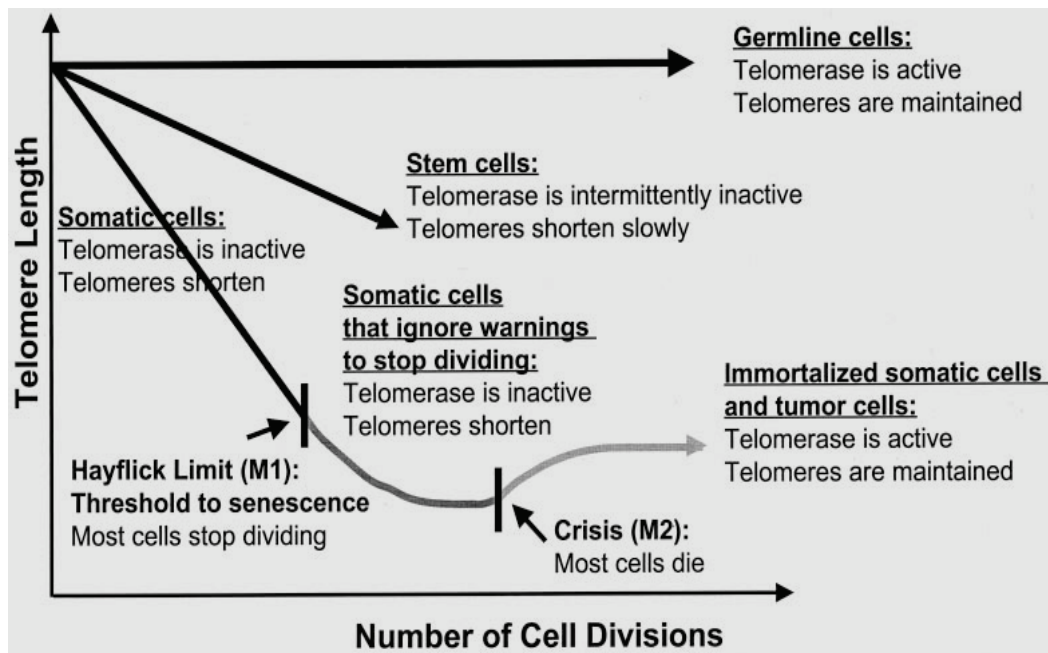 Germline cells:
Telomerase is active
Telomeres are maintained
Stem cells:
Telomerase is intermittently inactive
Telomeres shorten slowly
Somatic cells:
Telomerase is inactive
Telomeres shorten
Somatic cells
that ignore warnings
to stop dividing:
Telomerase is inactive
Telomeres shorten
Immortalized somatic cells
and tumor cells:
Telomerase is active
Telomeres are maintained
Hayflick Limit (M1):
Threshold to senescence
Most cells stop dividing
Crisis (M2):
Most cells die
Telomere Length
Number of Cell Divisions